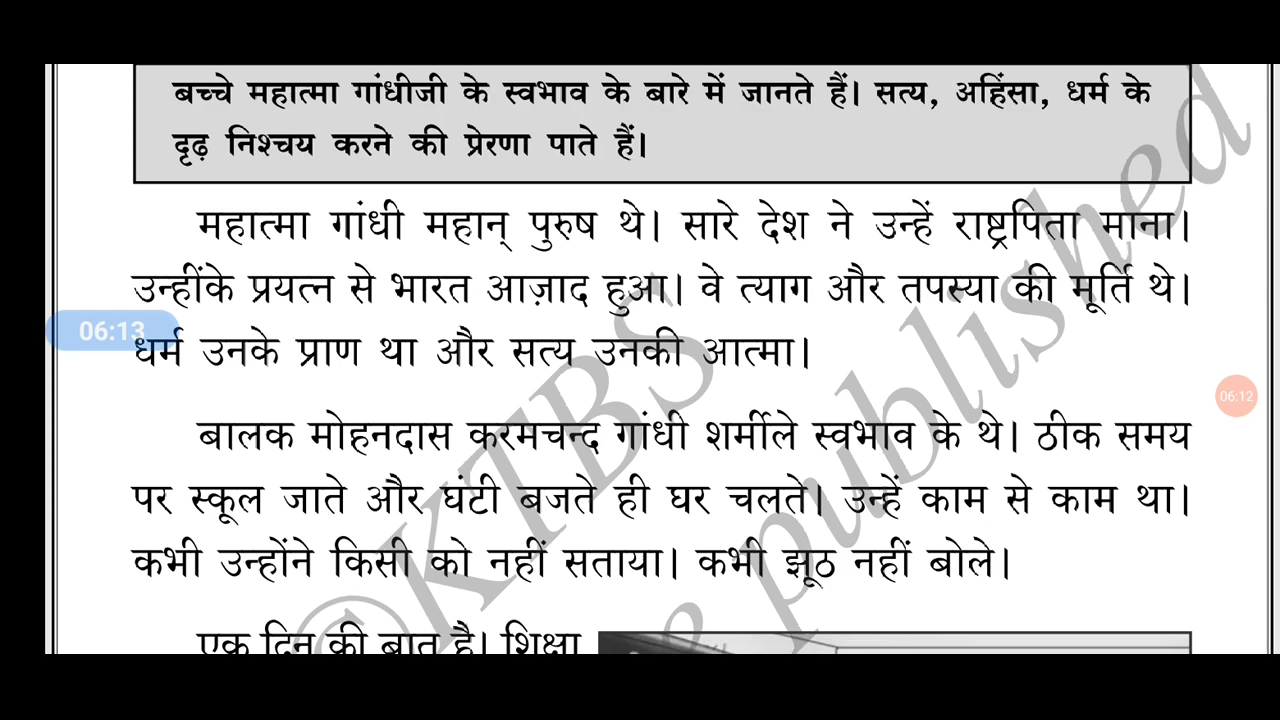 बच्चे महात्मा गांधीजी के स्वभाव के बारे में जानते हैं। सत्य, अहिंसा, धर्म के
दृढ़ निश्चय करने की प्रेरणा पाते हैं।
महात्मा गांधी महान् पुरुष थे। सारे देश ने उन्हें राष्ट्रपिता माना।
उन्हींके प्रयत्न से भारत आज़ाद हुआ। वे त्याग और तपस्या की मूर्ति थे।
06:13
धर्म उनके प्राण था और सत्य उनकी आत्मा।
06:12
बालक मोहनदास करमचन्द गांधी शर्मीले स्वभाव के थे। ठीक समय
पर स्कूल जाते और घंटी बजते ही घर चलते। उन्हें काम से काम था।
कभी उन्होंने किसी को नहीं सताया। कभी झूठ नहीं बोले।
एक दिन की बात है। शिक्षा
©KTBS
e published